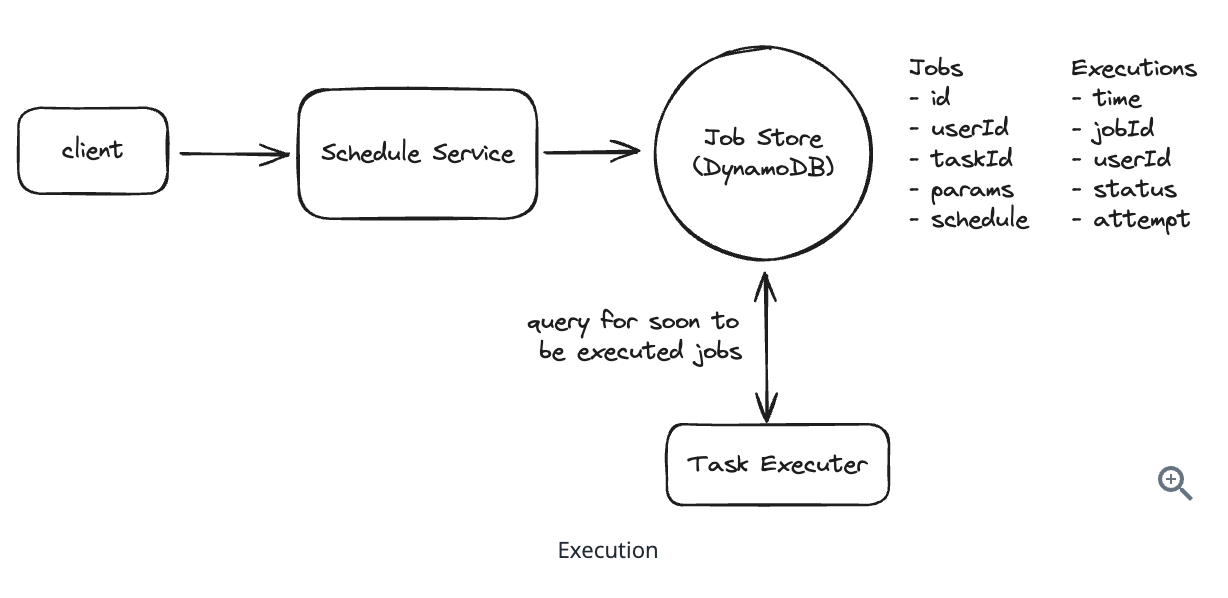 client
Schedule Service
Job Store
(DynamoDB)
Jobs
- id
- userId
- taskId
- params
- schedule
Executions
- time
- jobId
- userId
- status
- attempt
query for soon to
be executed jobs
Task Executer
Execution